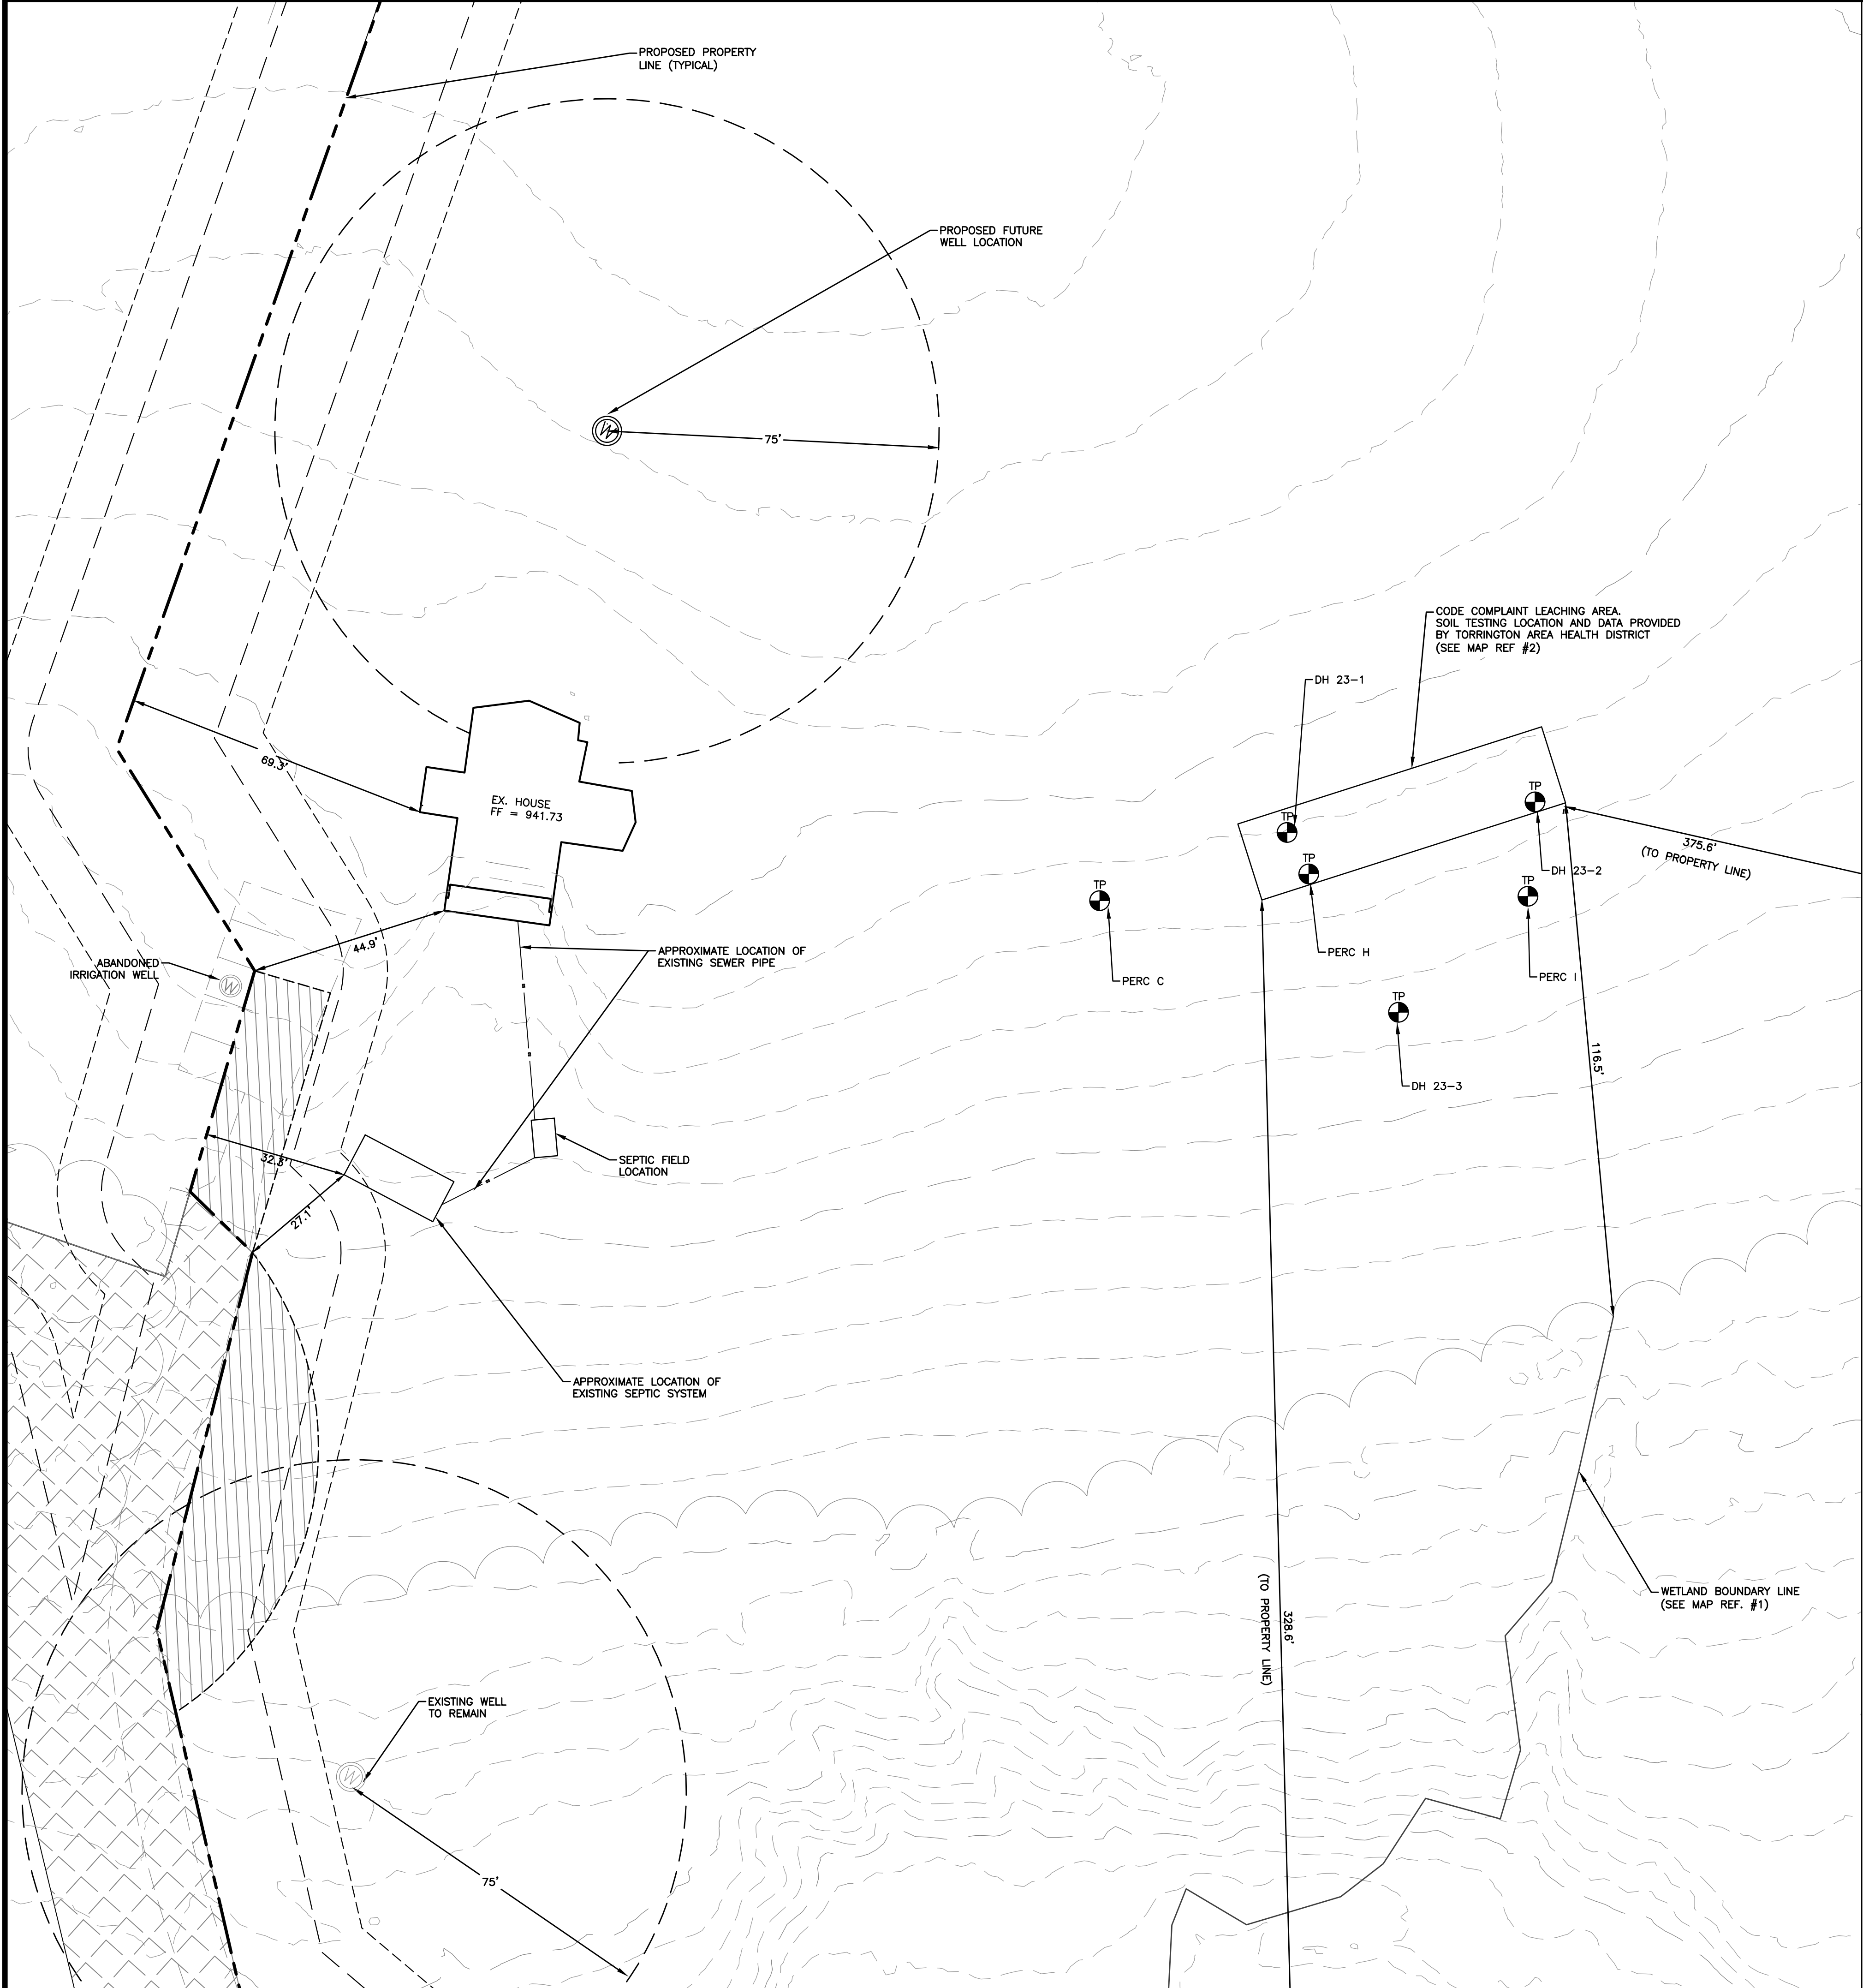 PROPOSED PROPERTY
LINE (TYPICAL)
PROPOSED FUTURE
WELL LOCATION
W
75'
CODE COMPLAINT LEACHING AREA.
SOIL TESTING LOCATION AND DATA PROVIDED
BY TORRINGTON AREA HEALTH DISTRICT
(SEE MAP REF #2)
DH 23-1
69.3'
EX. HOUSE
FF = 941.73
TP
TP
TP
TP
TP
375.6'
(TO PROPERTY LINE)
DH 23-2
44.9'
ABANDONED
IRRIGATION WELL
W
APPROXIMATE LOCATION OF
EXISTING SEWER PIPE
PERC C
PERC H
PERC I
TP
DH 23-3
116.5'
32.3'
SEPTIC FIELD
LOCATION
27.1'
APPROXIMATE LOCATION OF
EXISTING SEPTIC SYSTEM
328.6'
(TO PROPERTY LINE)
WETLAND BOUNDARY LINE
(SEE MAP REF. #1)
EXISTING WELL
TO REMAIN
W
75'